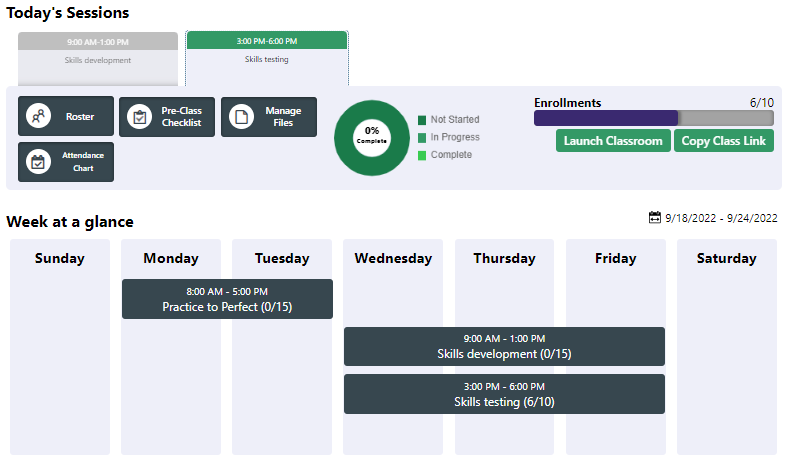 Today's Sessions
9:00 AM-1:00 PM
Skills development
3:00 PM-6:00 PM
Skills testing
Roster
Pre-Class
Checklist
Manage
Files
Attendance
Chart
0%
Complete
Not Started
In Progress
Complete
Enrollments
6/10
Launch Classroom
Copy Class Link
Week at a glance
9/18/2022 - 9/24/2022
Sunday
Monday
Tuesday
Wednesday
Thursday
Friday
Saturday
8:00 AM - 5:00 PM
Practice to Perfect (0/15)
9:00 AM - 1:00 PM
Skills development (0/15)
3:00 PM - 6:00 PM
Skills testing (6/10)